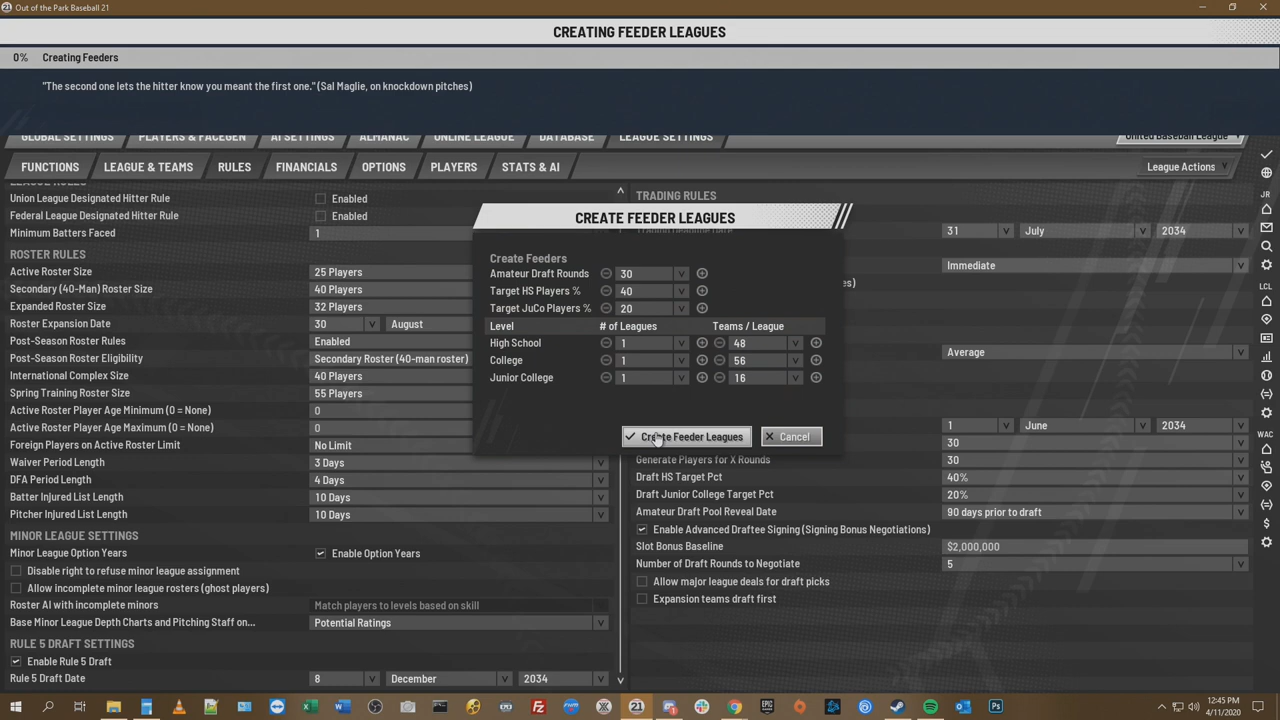 Out of the Park Baseball 21
CREATING FEEDER LEAGUES
0% Creating Feeders
"The second one lets the hitter know you meant the first one." (Sal Maglie, on knockdown pitches)
GLOBAL SETTINGS PLAYERS & FACEGEN AI SETTINGS ALMANAC ONLINE LEAGUE DATABASE LEAGUE SETTINGS United Baseball League
FUNCTIONS LEAGUE & TEAMS RULES FINANCIALS OPTIONS PLAYERS STATS & AI League Actions
LEAGUE RULES
Union League Designated Hitter Rule Enabled
Federal League Designated Hitter Rule Enabled
Minimum Batters Faced 1
ROSTER RULES
Active Roster Size 25 Players
Secondary (40-Man) Roster Size 40 Players
Expanded Roster Size 32 Players
Roster Expansion Date 30 August
Post-Season Roster Rules Enabled
Post-Season Roster Eligibility Secondary Roster (40-man roster)
International Complex Size 40 Players
Spring Training Roster Size 55 Players
Active Roster Player Age Minimum (0 = None) 0
Active Roster Player Age Maximum (0 = None) 0
Foreign Players on Active Roster Limit No Limit
Waiver Period Length 3 Days
DFA Period Length 4 Days
Batter Injured List Length 10 Days
Pitcher Injured List Length 10 Days
MINOR LEAGUE SETTINGS
Minor League Option Years Enable Option Years
Disable right to refuse minor league assignment
Allow incomplete minor league rosters (ghost players)
Roster AI with incomplete minors Match players to levels based on skill
Base Minor League Depth Charts and Pitching Staff on... Potential Ratings
RULE 5 DRAFT SETTINGS
Enable Rule 5 Draft
Rule 5 Draft Date 8 December 2034
CREATE FEEDER LEAGUES
Create Feeders
Amateur Draft Rounds 30
Target HS Players % 40
Target JuCo Players % 20
Level # of Leagues Teams / League
High School 1 48
College 1 56
Junior College 1 16
Create Feeder Leagues Cancel
TRADING RULES
31 July 2034
Immediate
es)
Average
1 June 2034
30
Generate Players for X Rounds 30
Draft HS Target Pct 40%
Draft Junior College Target Pct 20%
Amateur Draft Pool Reveal Date 90 days prior to draft
Enable Advanced Draftee Signing (Signing Bonus Negotiations)
Slot Bonus Baseline $2,000,000
Number of Draft Rounds to Negotiate 5
Allow major league deals for draft picks
Expansion teams draft first
JR
LCL
WAC
12:45 PM
4/11/2020